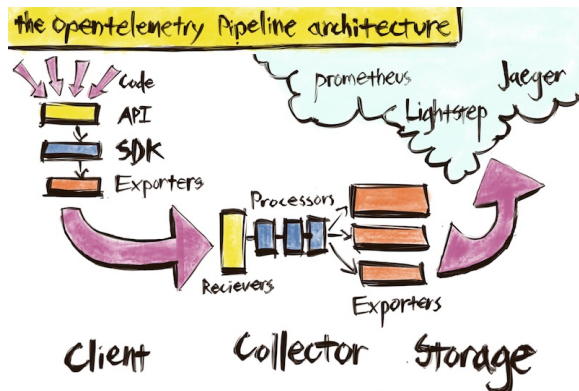 the Opentelemetry Pipeline architecture
Code
API
SDK
Exporters
prometheus
Jaeger
Lightstep
Processors
Recievers
Exporters
Client
Collector
Storage